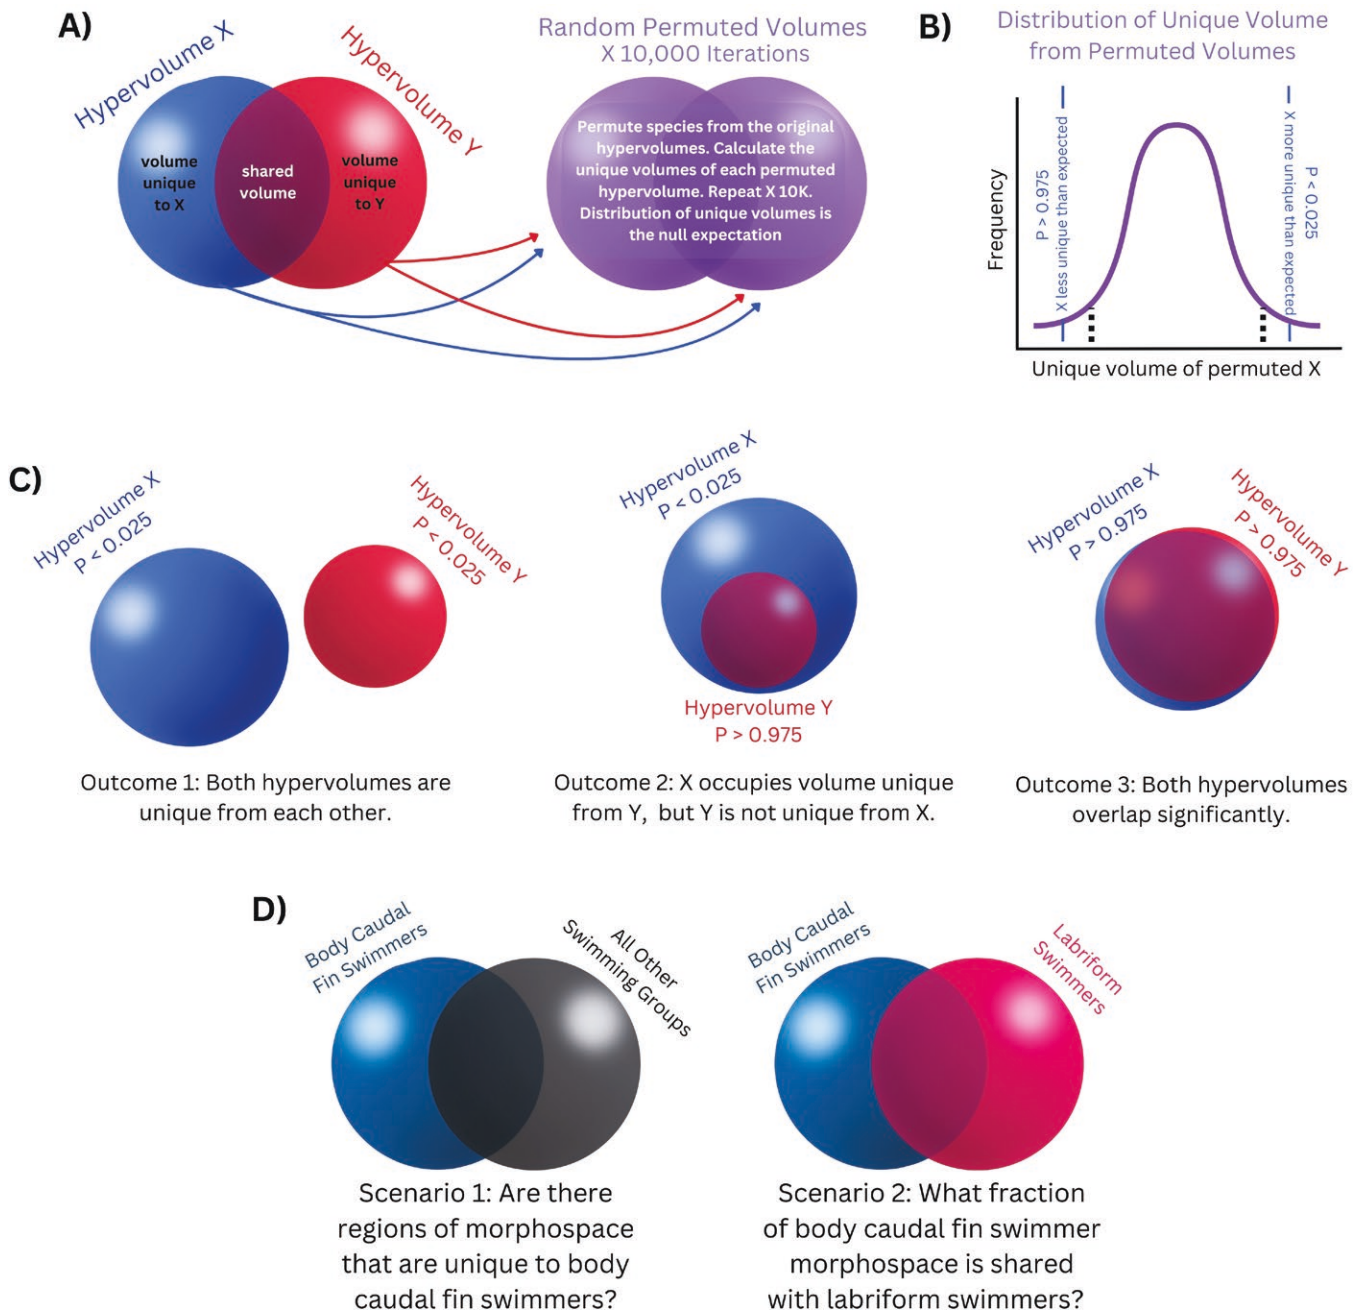 A)
Hypervolume X
Hypervolume Y
volume
unique
to X
shared
volume
volume
unique
to Y
Random Permuted Volumes
X 10,000 Iterations
Permute species from the original
hypervolumes. Calculate the
unique volumes of each permuted
hypervolume. Repeat X 10K.
Distribution of unique volumes is
the null expectation
B)
Distribution of Unique Volume
from Permuted Volumes
Frequency
P > 0.975
X less unique than expected
X more unique than expected
P < 0.025
Unique volume of permuted X
C)
Hypervolume X
P < 0.025
Hypervolume Y
P < 0.025
Outcome 1: Both hypervolumes are
unique from each other.
Hypervolume X
P < 0.025
Hypervolume Y
P > 0.975
Outcome 2: X occupies volume unique
from Y, but Y is not unique from X.
Hypervolume X
P > 0.975
Hypervolume Y
P > 0.975
Outcome 3: Both hypervolumes
overlap significantly.
D)
Body Caudal
Fin Swimmers
All Other
Swimming Groups
Scenario 1: Are there
regions of morphospace
that are unique to body
caudal fin swimmers?
Body Caudal
Fin Swimmers
Labriform
Swimmers
Scenario 2: What fraction
of body caudal fin swimmer
morphospace is shared
with labriform swimmers?